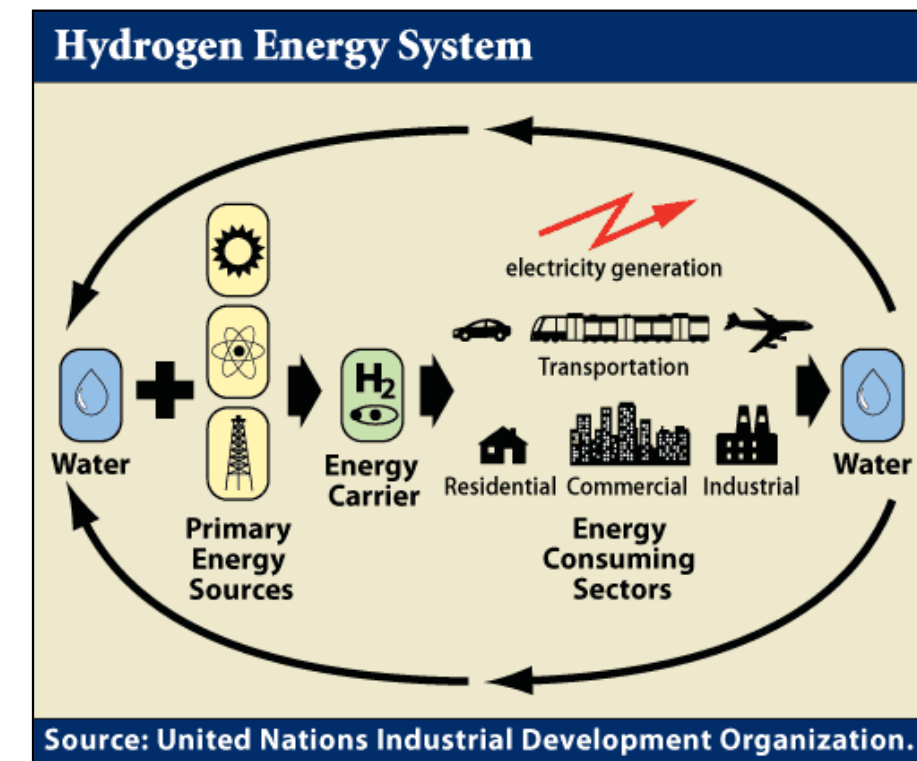 Hydrogen Energy System
electricity generation
Transportation
H2
Water
Energy
Carrier
Residential Commercial Industrial
Water
Primary
Energy
Sources
Energy
Consuming
Sectors
Source: United Nations Industrial Development Organization.